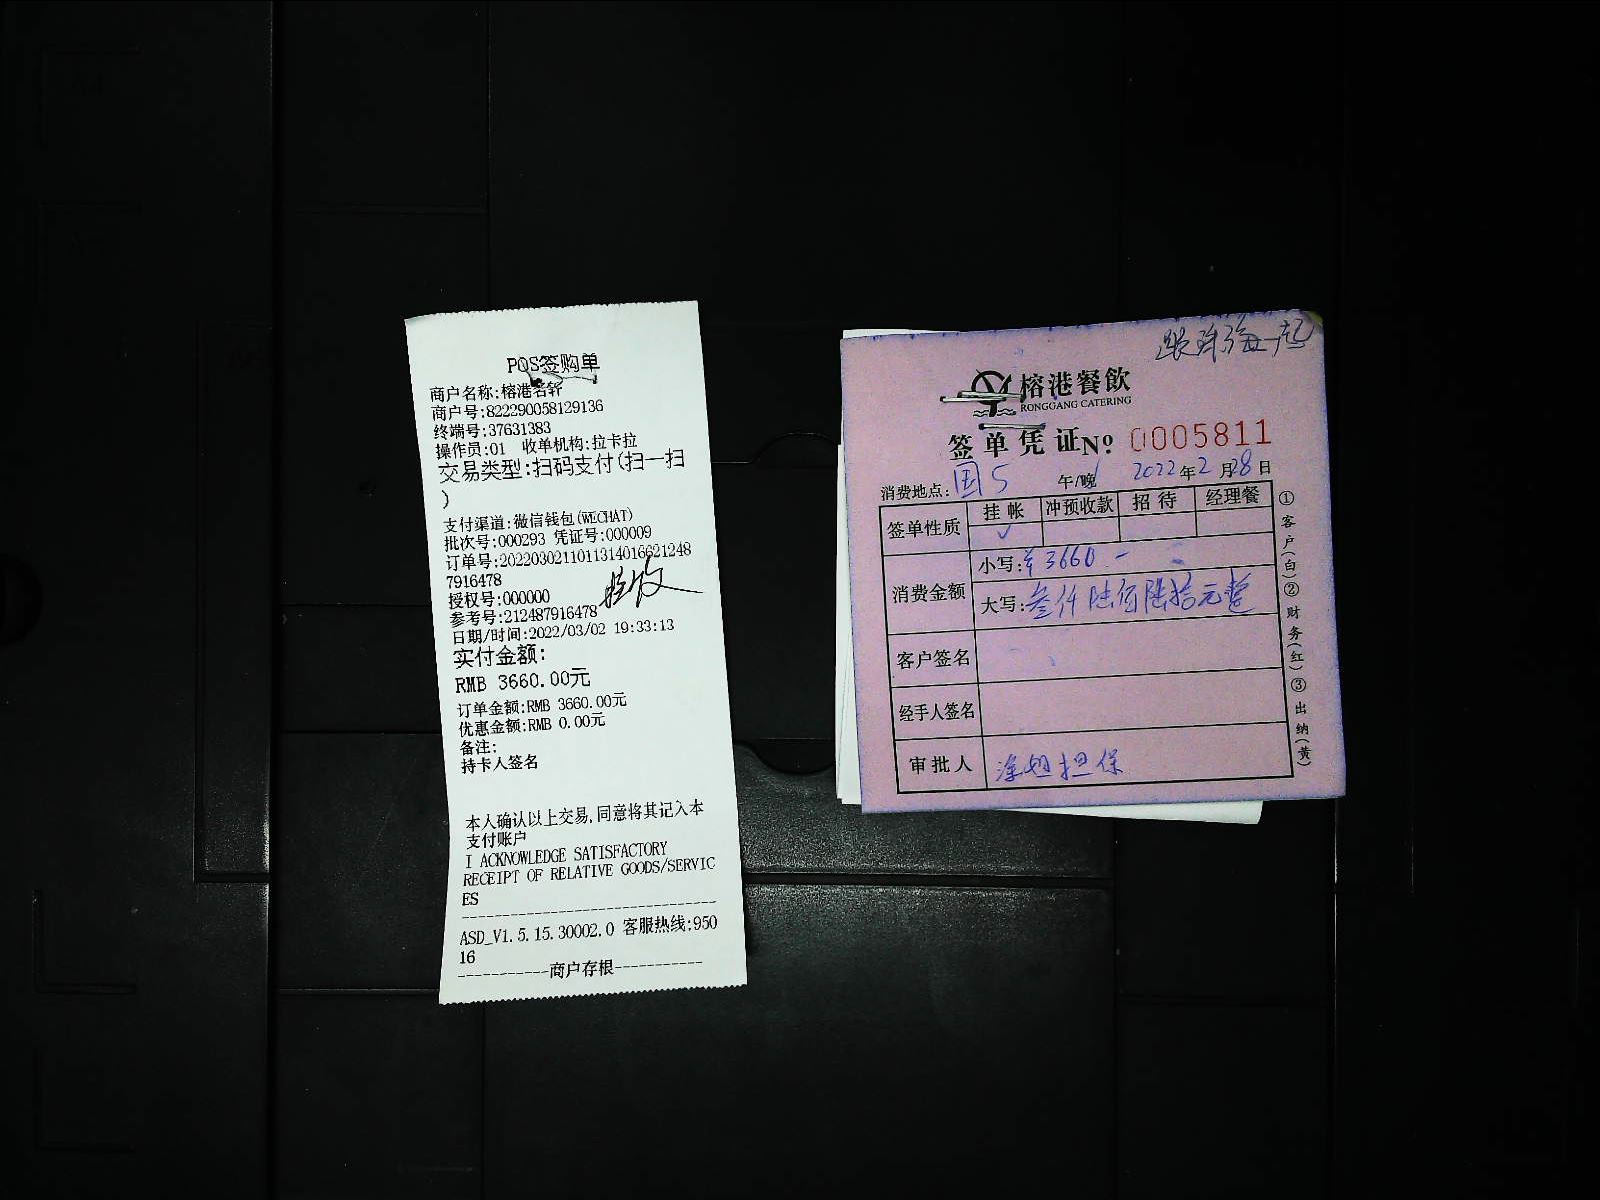 POS签购单
商户名称:榕港名轩
商户号:822290058129136
终端号:37631383
操作员:01 收单机构:拉卡拉
交易类型:扫码支付(扫一扫
)
支付渠道:微信钱包(WECHAT)
批次号:000293 凭证号:000009
订单号:2022030211011314016621248
7916478
授权号:000000
参考号:212487916478
日期/时间:2022/03/02 19:33:13
实付金额:
RMB 3660.00元
订单金额:RMB 3660.00元
优惠金额:RMB 0.00元
备注:
持卡人签名
本人确认以上交易,同意将其记入本
支付账户
I ACKNOWLEDGE SATISFACTORY
RECEIPT OF RELATIVE GOODS/SERVIC
ES
ASD_V1.5.15.30002.0 客服热线:950
16
-----------商户存根-----------
榕港餐飲
RONGGANG CATERING
签单凭证No: 0005811
消费地点: 国5 午/晚 2022年2月28日
签单性质 挂帐 冲预收款 招待 经理餐
✓
消费金额 小写:¥3660 -
大写:叁仟陆佰陆拾元整
客户签名
经手人签名
审批人 涂姐担保
①客户(白)②财务(红)③出纳(黄)